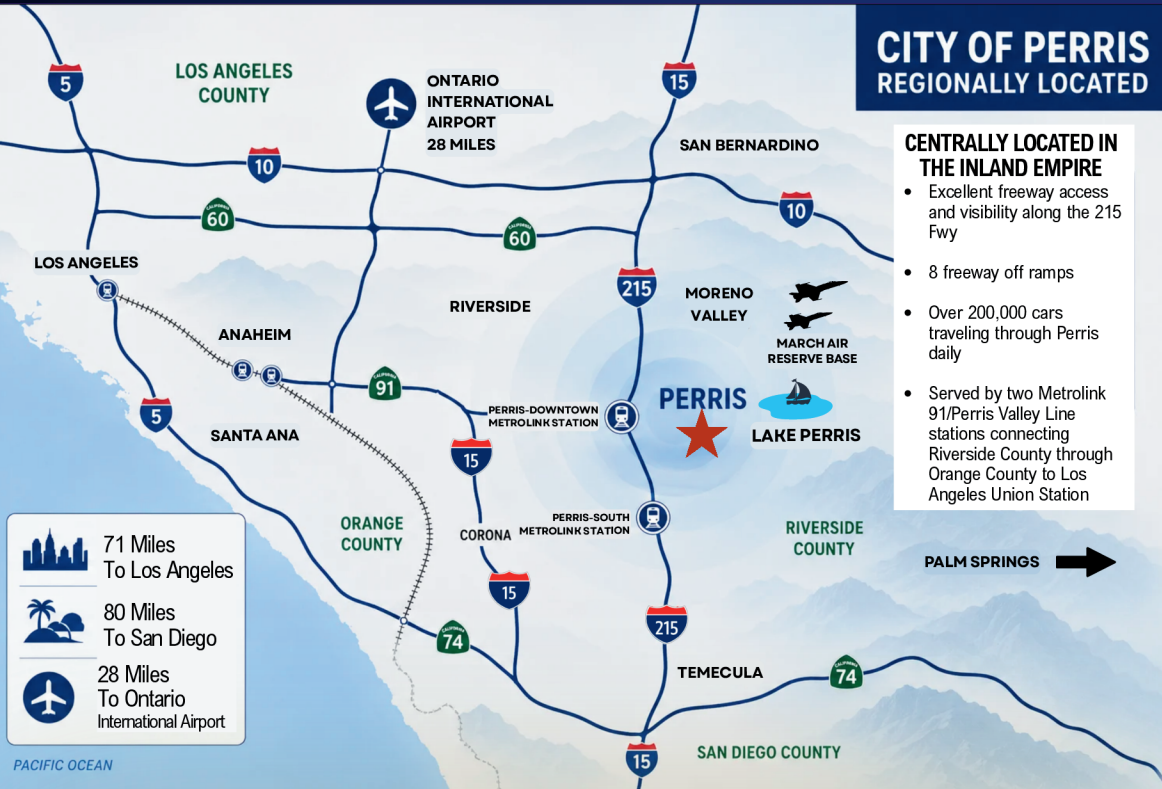 CITY OF PERRIS
REGIONALLY LOCATED
5
LOS ANGELES
COUNTY
ONTARIO
INTERNATIONAL
AIRPORT
28 MILES
15
SAN BERNARDINO
10
10
CALIFORNIA
60
CALIFORNIA
60
LOS ANGELES
RIVERSIDE
215
MORENO
VALLEY
MARCH AIR
RESERVE BASE
ANAHEIM
CALIFORNIA
91
PERRIS
PERRIS-DOWNTOWN
METROLINK STATION
LAKE PERRIS
5
SANTA ANA
15
ORANGE
COUNTY
CORONA
PERRIS-SOUTH
METROLINK STATION
RIVERSIDE
COUNTY
PALM SPRINGS
15
215
CALIFORNIA
74
TEMECULA
CALIFORNIA
74
15
SAN DIEGO COUNTY
CENTRALLY LOCATED IN
THE INLAND EMPIRE
• Excellent freeway access
and visibility along the 215
Fwy
• 8 freeway off ramps
• Over 200,000 cars
traveling through Perris
daily
• Served by two Metrolink
91/Perris Valley Line
stations connecting
Riverside County through
Orange County to Los
Angeles Union Station
71 Miles
To Los Angeles
80 Miles
To San Diego
28 Miles
To Ontario
International Airport
PACIFIC OCEAN